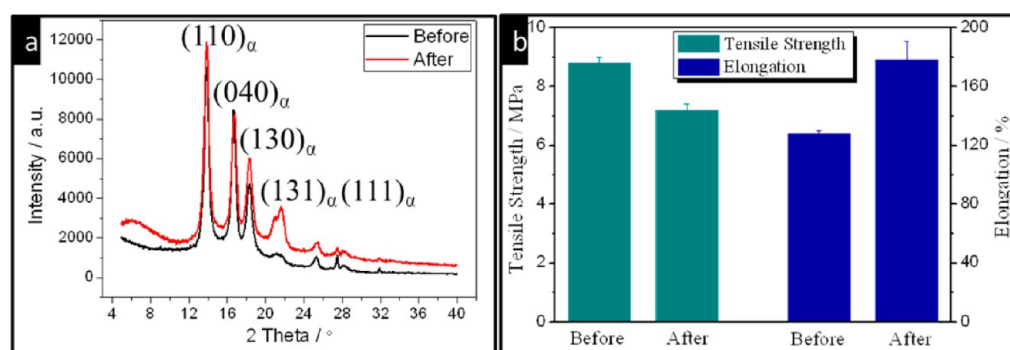 a
12000
10000
8000
6000
4000
2000
0
Intensity / a.u.
4 8 12 16 20 24 28 32 36 40
2 Theta / °
(110)α
(040)α
(130)α
(131)α (111)α
Before
After
b
10
8
6
4
2
0
Tensile Strength / MPa
Tensile Strength
Elongation
200
160
120
80
40
0
Elongation / %
Before After Before After